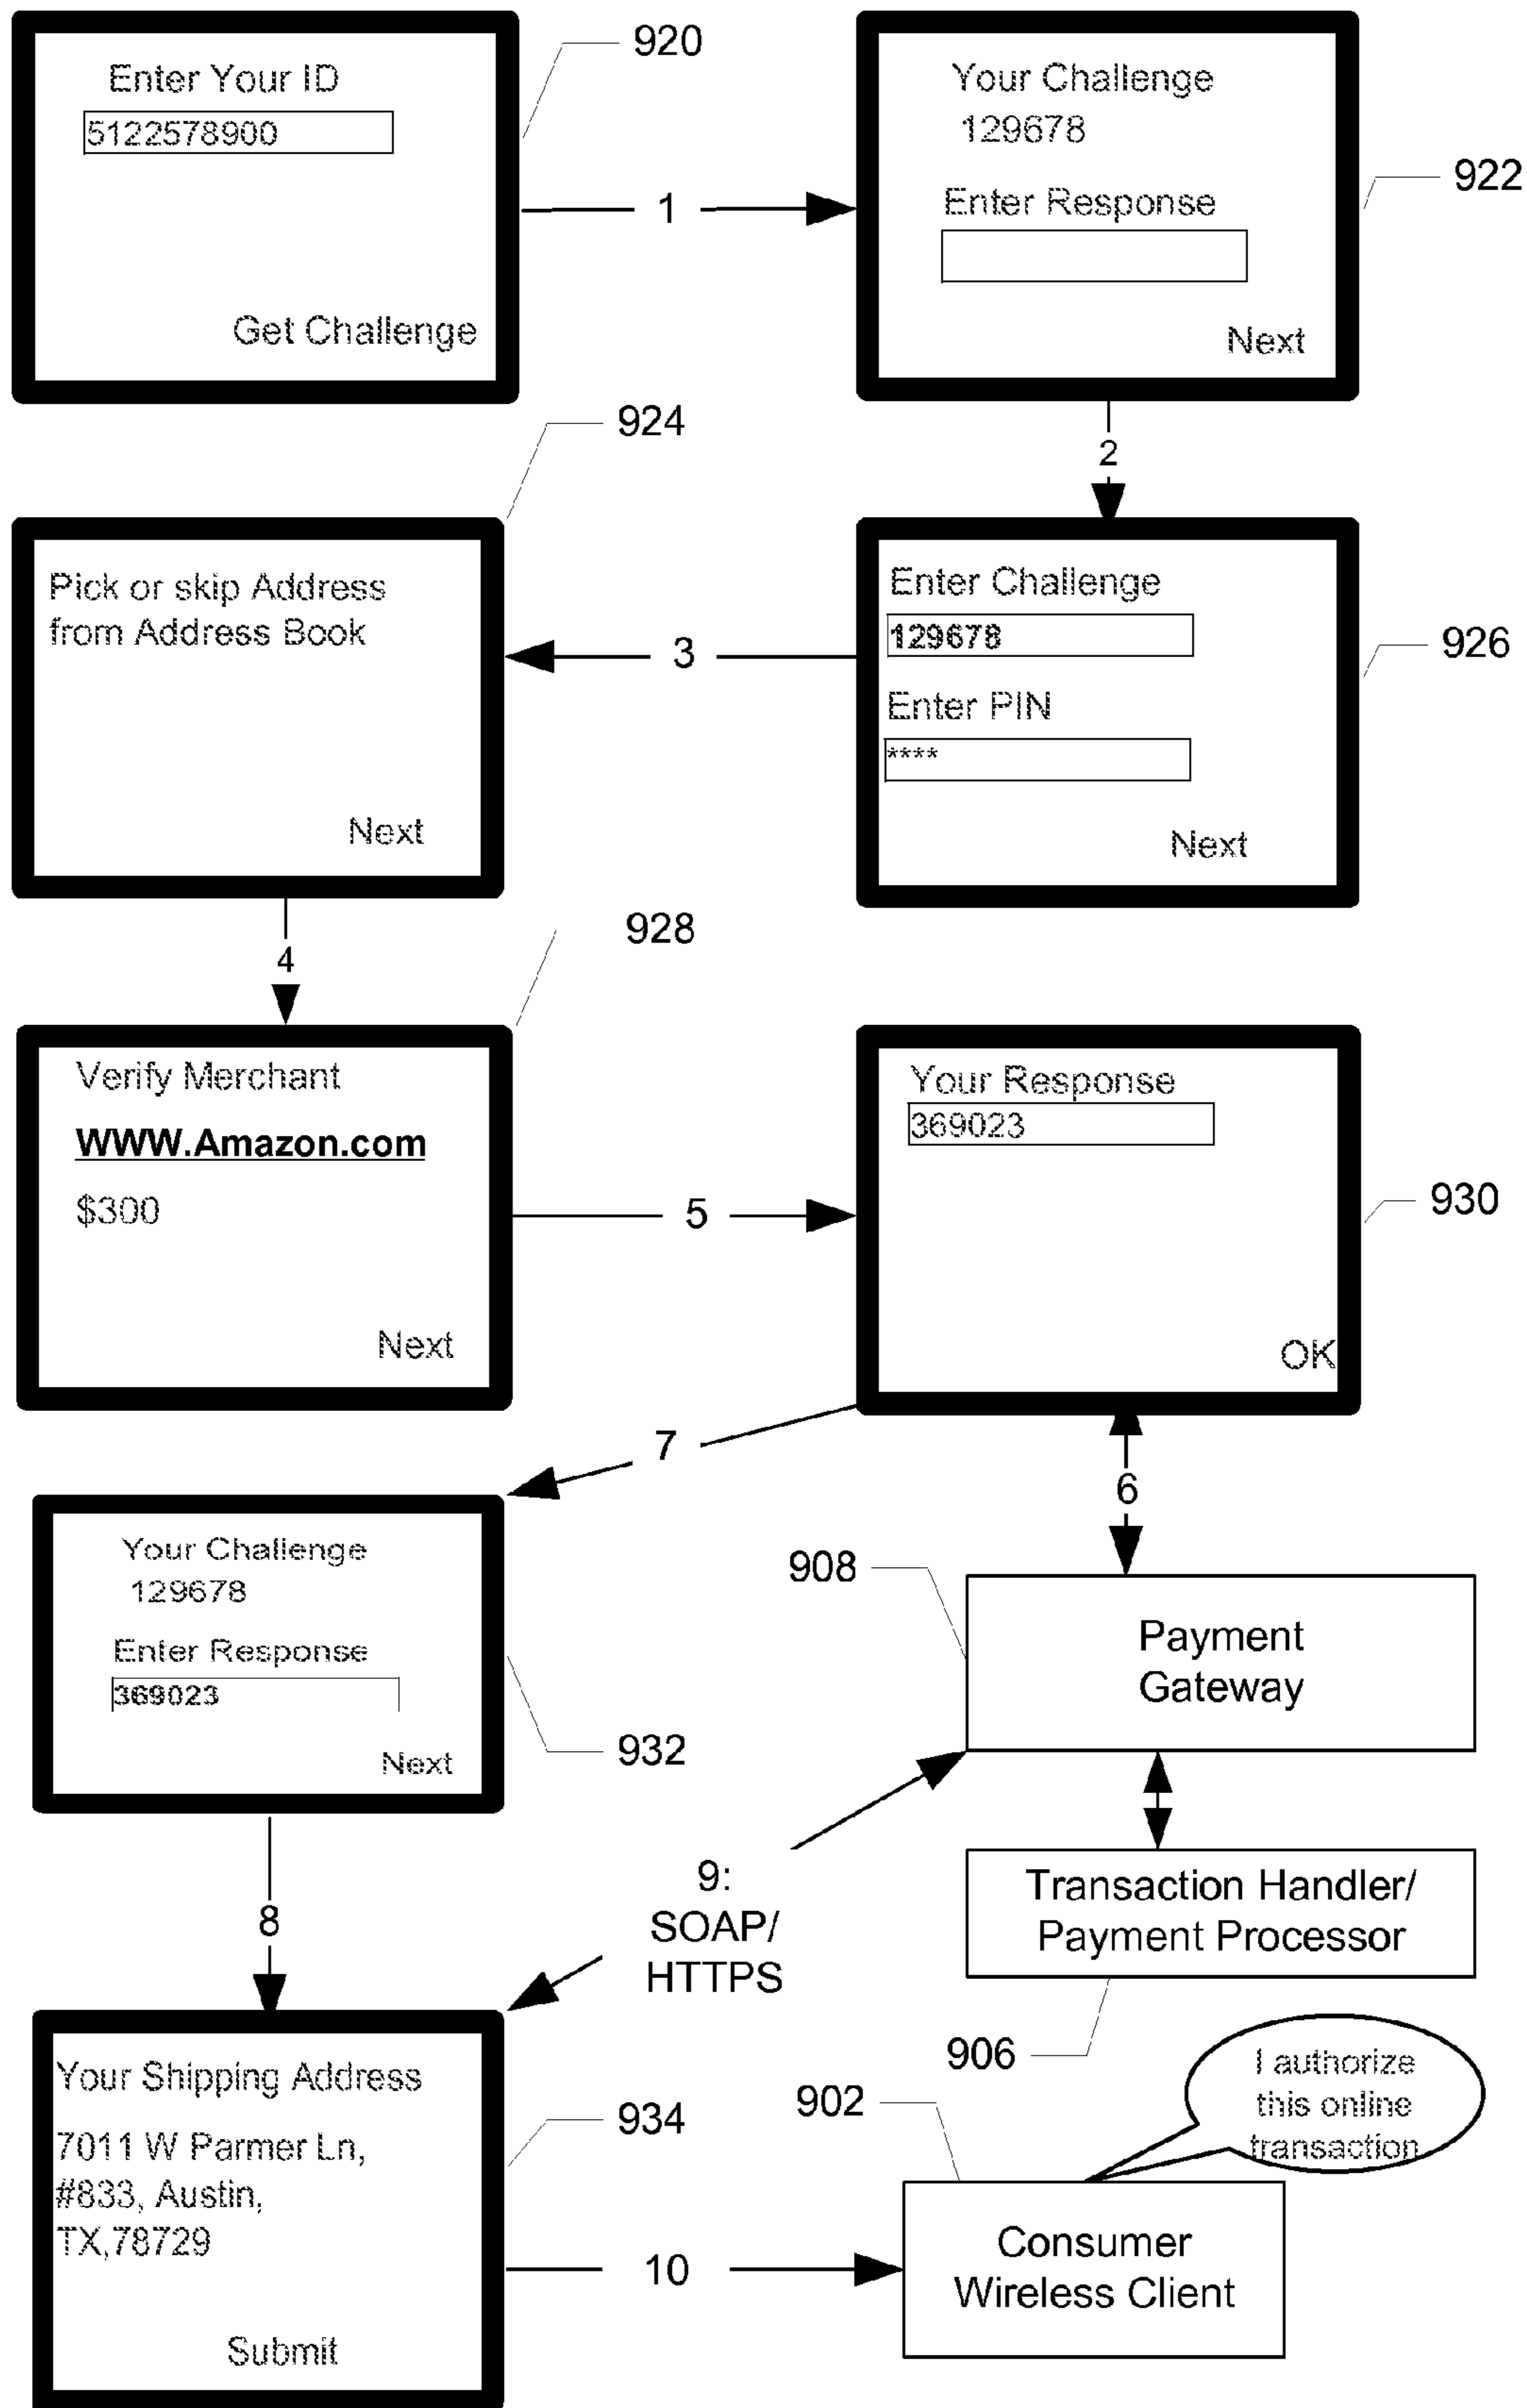 920
Enter Your ID
5122578900
Get Challenge
1
Your Challenge
129678
Enter Response
Next
922
2
924
Pick or skip Address
from Address Book
Next
3
Enter Challenge
129678
Enter PIN
****
Next
926
4
928
Verify Merchant
WWW.Amazon.com
$300
Next
5
Your Response
369023
OK
930
7
6
Your Challenge
129678
Enter Response
369023
Next
932
908
Payment
Gateway
8
9:
SOAP/
HTTPS
Transaction Handler/
Payment Processor
906
Your Shipping Address
7011 W Parmer Ln,
#833, Austin,
TX,78729
Submit
934
10
902
I authorize
this online
transaction
Consumer
Wireless Client